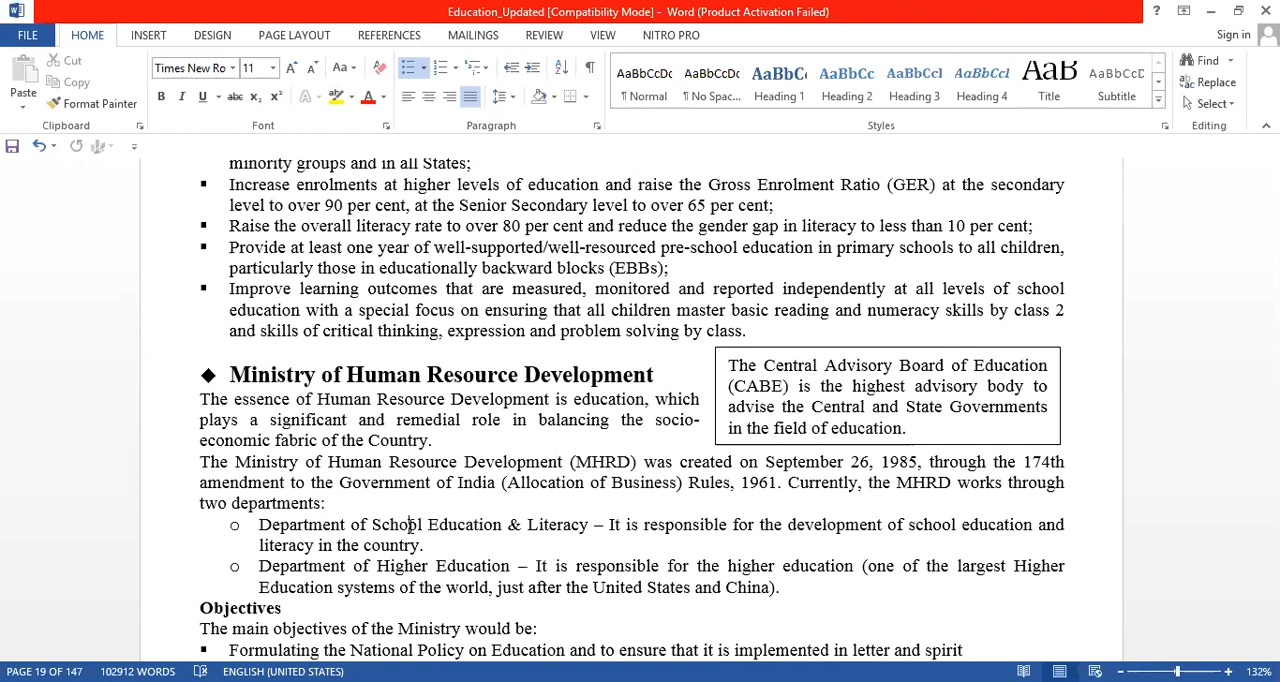 Education_Updated [Compatibility Mode] - Word (Product Activation Failed)
FILE HOME INSERT DESIGN PAGE LAYOUT REFERENCES MAILINGS REVIEW VIEW NITRO PRO Sign in
Cut
Copy
Format Painter
Paste
Times New Ro 11
AaBbCcDc AaBbCcDc AaBbC AaBbCc AaBbCcI AaBbCcI AaB AaBbCcD
¶ Normal ¶ No Spac... Heading 1 Heading 2 Heading 3 Heading 4 Title Subtitle
Find
Replace
Select
Clipboard Font Paragraph Styles Editing
minority groups and in all States;
▪ Increase enrolments at higher levels of education and raise the Gross Enrolment Ratio (GER) at the secondary
level to over 90 per cent, at the Senior Secondary level to over 65 per cent;
▪ Raise the overall literacy rate to over 80 per cent and reduce the gender gap in literacy to less than 10 per cent;
▪ Provide at least one year of well-supported/well-resourced pre-school education in primary schools to all children,
particularly those in educationally backward blocks (EBBs);
▪ Improve learning outcomes that are measured, monitored and reported independently at all levels of school
education with a special focus on ensuring that all children master basic reading and numeracy skills by class 2
and skills of critical thinking, expression and problem solving by class.
◆ Ministry of Human Resource Development
The essence of Human Resource Development is education, which
plays a significant and remedial role in balancing the socio-
economic fabric of the Country.
The Central Advisory Board of Education
(CABE) is the highest advisory body to
advise the Central and State Governments
in the field of education.
The Ministry of Human Resource Development (MHRD) was created on September 26, 1985, through the 174th
amendment to the Government of India (Allocation of Business) Rules, 1961. Currently, the MHRD works through
two departments:
o Department of School Education & Literacy – It is responsible for the development of school education and
literacy in the country.
o Department of Higher Education – It is responsible for the higher education (one of the largest Higher
Education systems of the world, just after the United States and China).
Objectives
The main objectives of the Ministry would be:
▪ Formulating the National Policy on Education and to ensure that it is implemented in letter and spirit
PAGE 19 OF 147 102912 WORDS ENGLISH (UNITED STATES) 132%